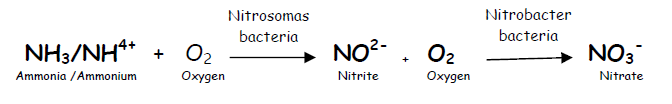 Nitrosomas bacteria
Nitrobacter bacteria
NH₃/NH⁴⁺ + O₂ NO²⁻ + O₂ NO₃⁻
Ammonia /Ammonium Oxygen Nitrite Oxygen Nitrate